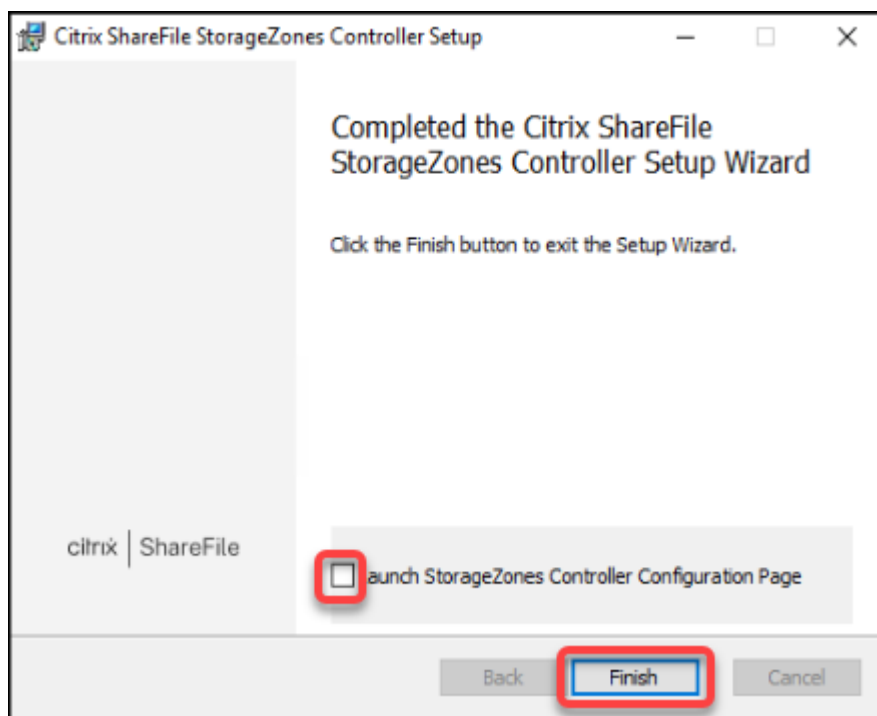 Citrix ShareFile StorageZones Controller Setup
Completed the Citrix ShareFile
StorageZones Controller Setup Wizard
Click the Finish button to exit the Setup Wizard.
citrix | ShareFile
aunch StorageZones Controller Configuration Page
Back Finish Cancel